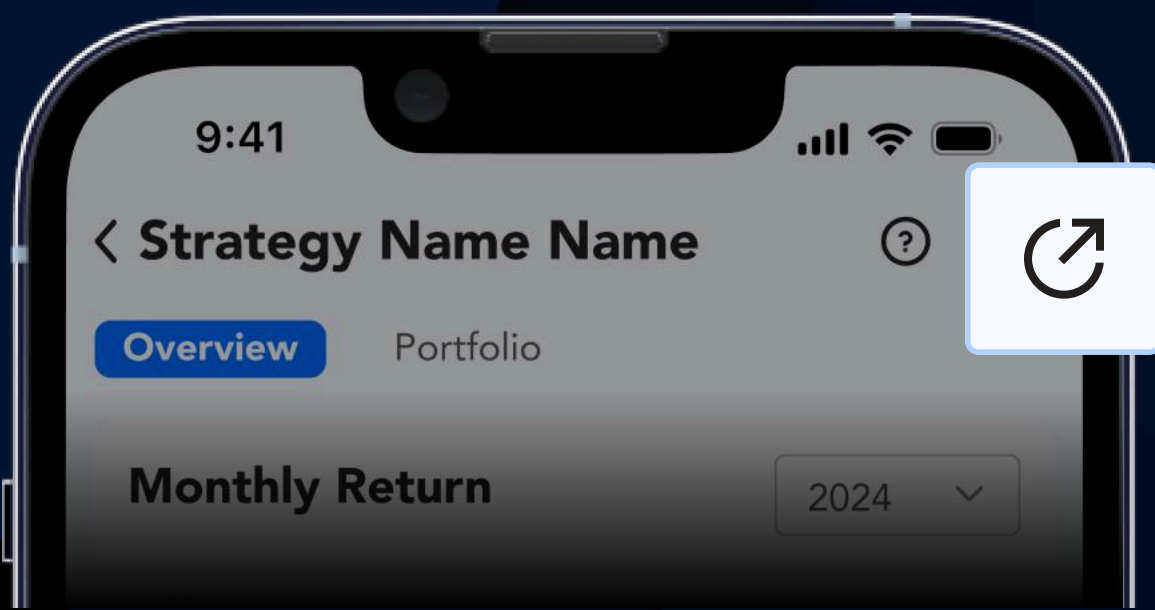 9:41
Strategy Name Name
?
Overview
Portfolio
Monthly Return
2024